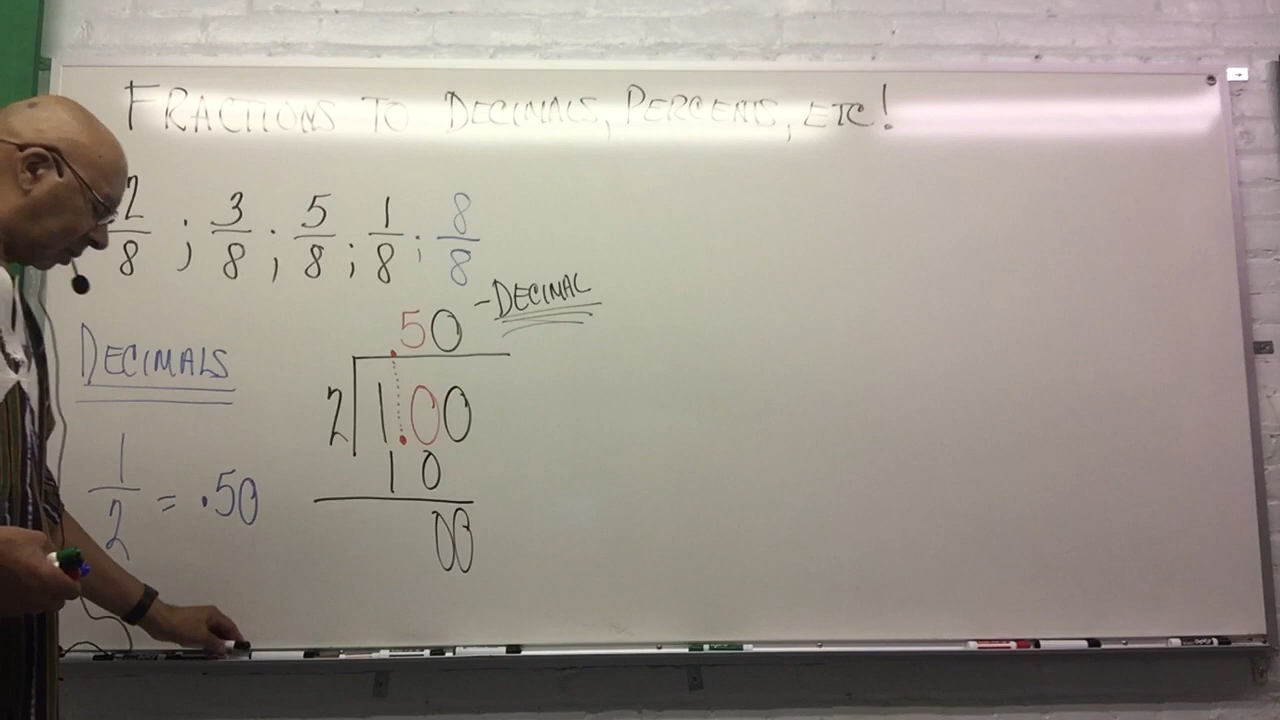 FRACTIONS TO DECIMALS, PERCENTS, ETC!
2/8 ; 3/8 ; 5/8 ; 1/8 ; 8/8
.50 - DECIMAL
DECIMALS
2 1.00
10
00
1/2 = .50